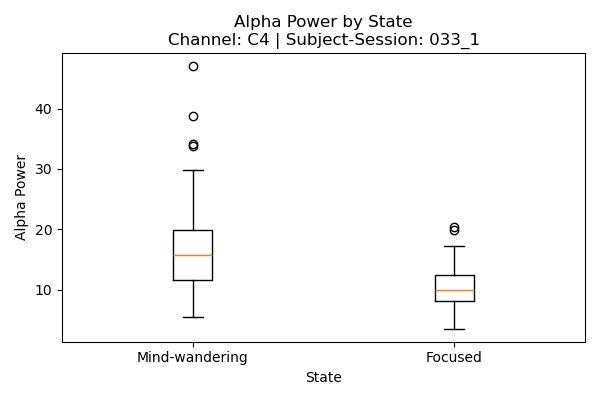 Alpha Power by State
Channel: C4 | Subject-Session: 033_1
Alpha Power
40
30
20
10
Mind-wandering
Focused
State